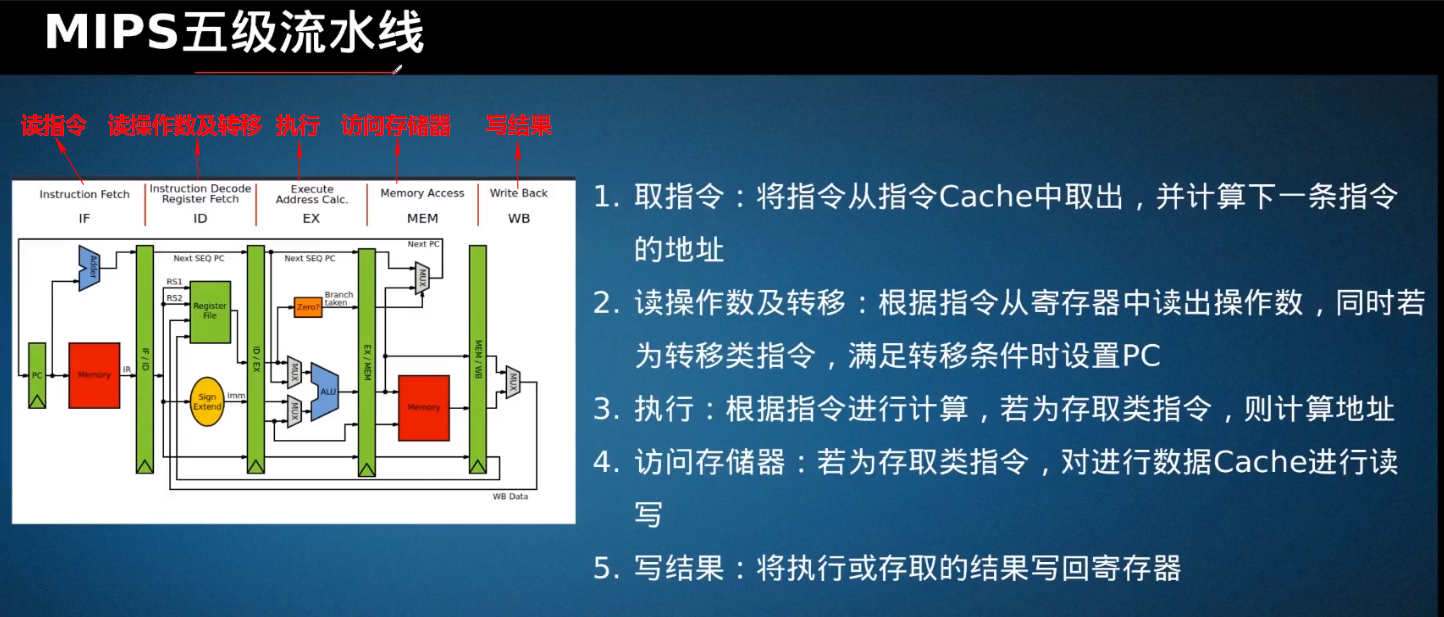 MIPS五级流水线
读指令 读操作数及转移 执行 访问存储器 写结果
Instruction Fetch
IF
Instruction Decode
Register Fetch
ID
Execute
Address Calc.
EX
Memory Access
MEM
Write Back
WB
Next PC
Adder
Next SEQ PC
Next SEQ PC
MUX
RS1
RS2
Register
File
Zero?
Branch
taken
PC
Memory
IR
IF / ID
ID / EX
EX / MEM
MEM / WB
Sign
Extend
Imm
MUX
MUX
ALU
Memory
MUX
WB Data
1. 取指令：将指令从指令Cache中取出，并计算下一条指令
的地址
2. 读操作数及转移：根据指令从寄存器中读出操作数，同时若
为转移类指令，满足转移条件时设置PC
3. 执行：根据指令进行计算，若为存取类指令，则计算地址
4. 访问存储器：若为存取类指令，对进行数据Cache进行读
写
5. 写结果：将执行或存取的结果写回寄存器